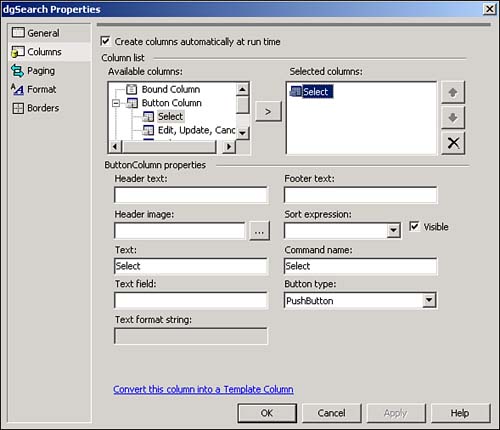 dgSearch Properties
General
Columns
Paging
Format
Borders
Create columns automatically at run time
Column list
Available columns:
Selected columns:
Bound Column
Button Column
Select
Edit, Update, Canc
Select
>
ButtonColumn properties
Header text:
Footer text:
Header image:
Sort expression:
...
Visible
Text:
Command name:
Select
Select
Text field:
Button type:
PushButton
Text format string:
Convert this column into a Template Column
OK
Cancel
Apply
Help